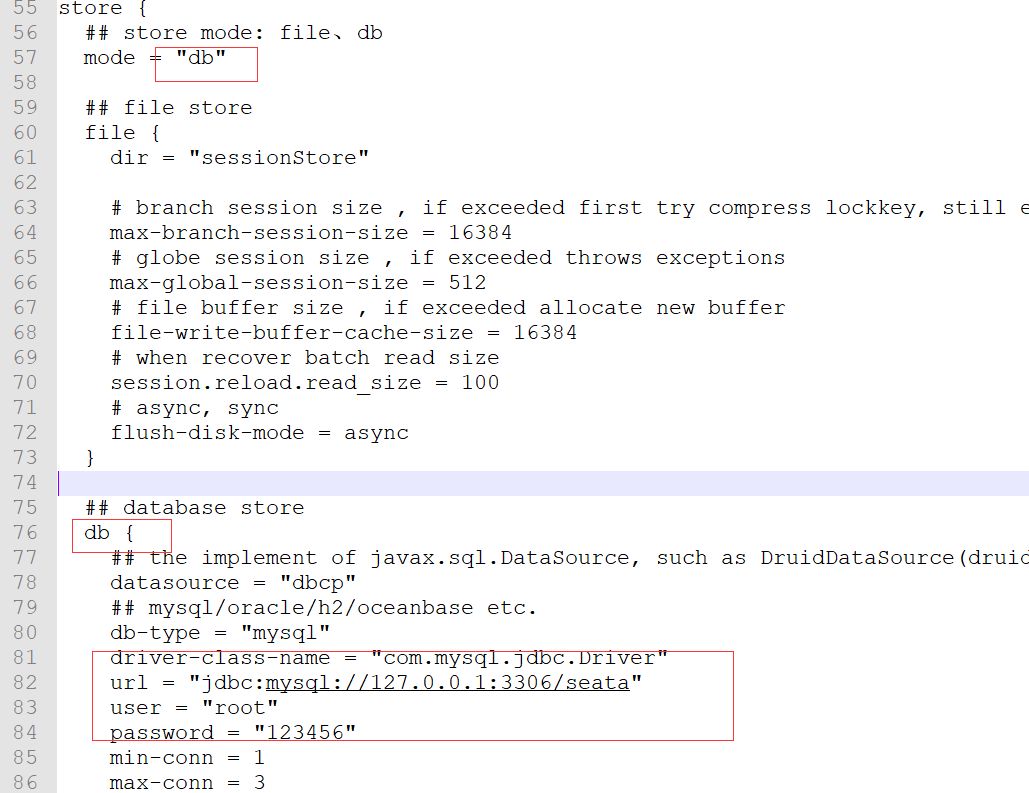 55 store {
56 ## store mode: file、db
57 mode = "db"
58
59 ## file store
60 file {
61 dir = "sessionStore"
62
63 # branch session size , if exceeded first try compress lockkey, still e
64 max-branch-session-size = 16384
65 # globe session size , if exceeded throws exceptions
66 max-global-session-size = 512
67 # file buffer size , if exceeded allocate new buffer
68 file-write-buffer-cache-size = 16384
69 # when recover batch read size
70 session.reload.read_size = 100
71 # async, sync
72 flush-disk-mode = async
73 }
74
75 ## database store
76 db {
77 ## the implement of javax.sql.DataSource, such as DruidDataSource(druid
78 datasource = "dbcp"
79 ## mysql/oracle/h2/oceanbase etc.
80 db-type = "mysql"
81 driver-class-name = "com.mysql.jdbc.Driver"
82 url = "jdbc:mysql://127.0.0.1:3306/seata"
83 user = "root"
84 password = "123456"
85 min-conn = 1
86 max-conn = 3